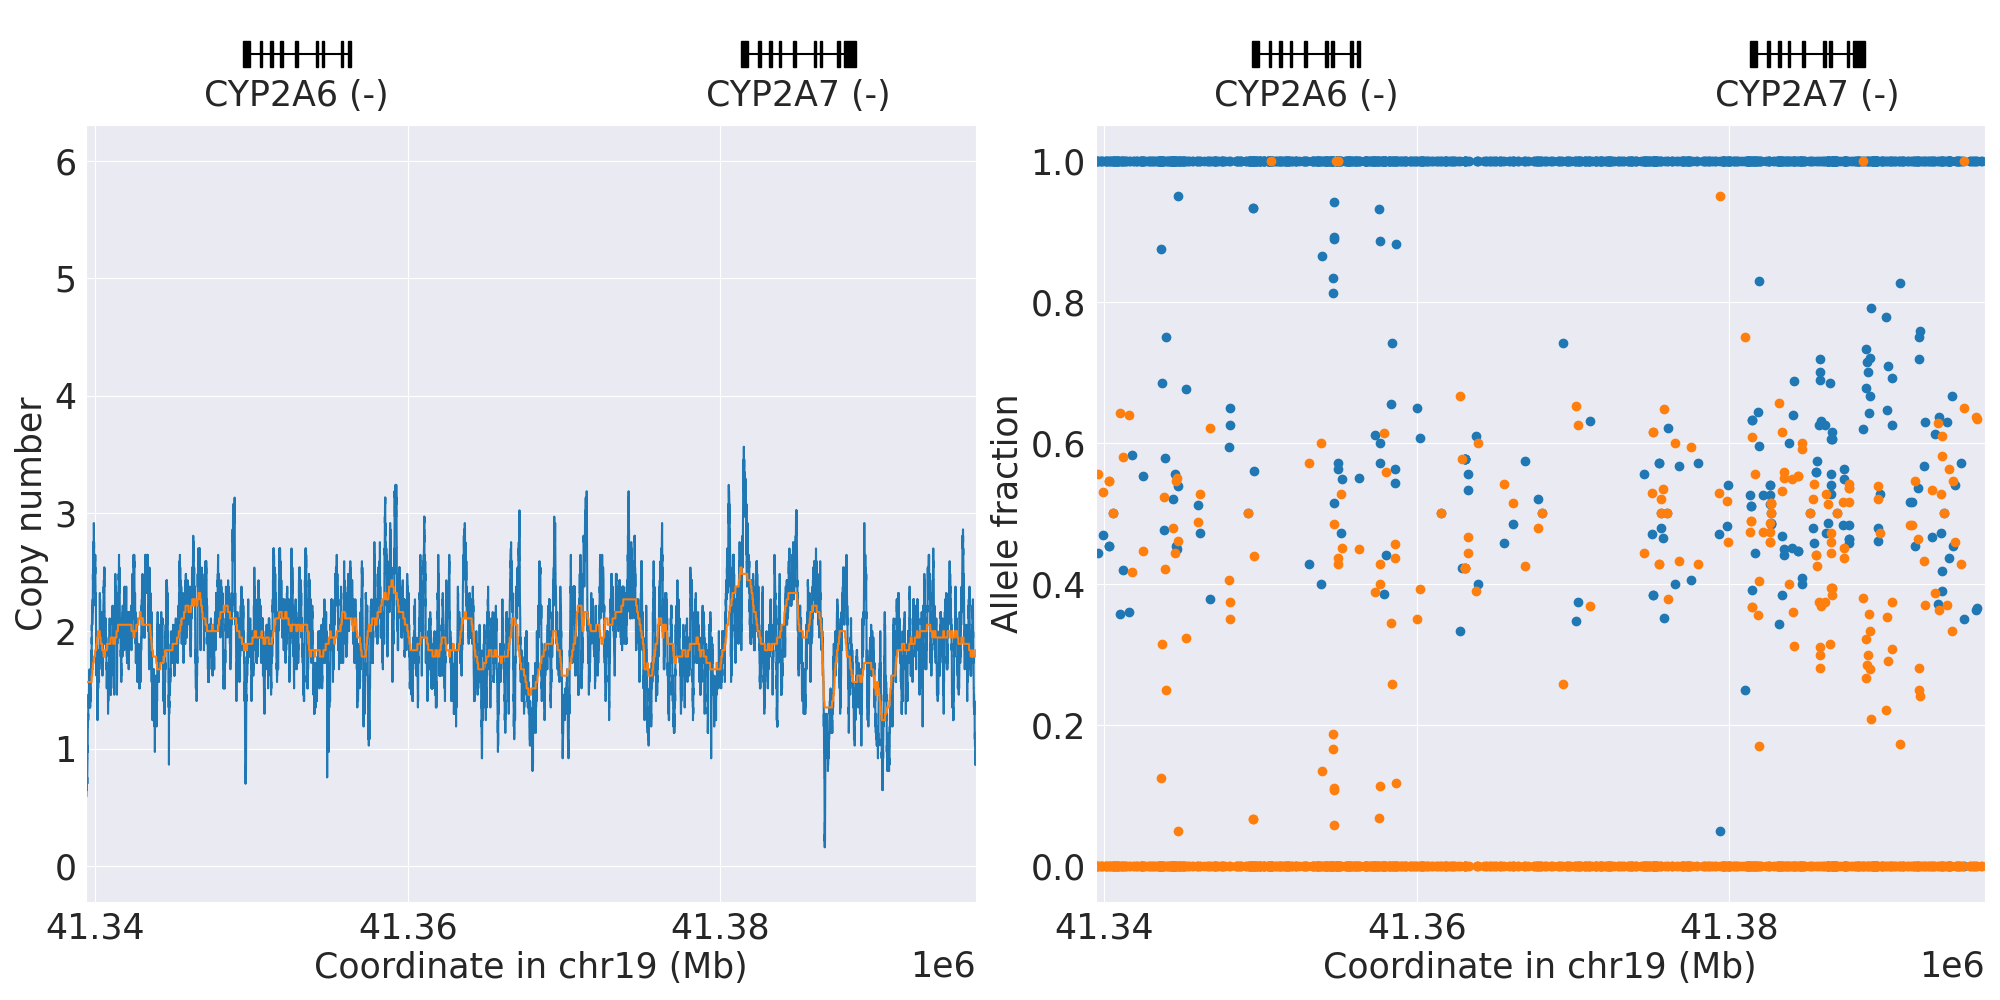 CYP2A6 (-)
CYP2A7 (-)
6
5
4
3
2
1
0
Copy number
41.34
41.36
41.38
Coordinate in chr19 (Mb)
1e6
CYP2A6 (-)
CYP2A7 (-)
1.0
0.8
0.6
0.4
0.2
0.0
Allele fraction
41.34
41.36
41.38
Coordinate in chr19 (Mb)
1e6